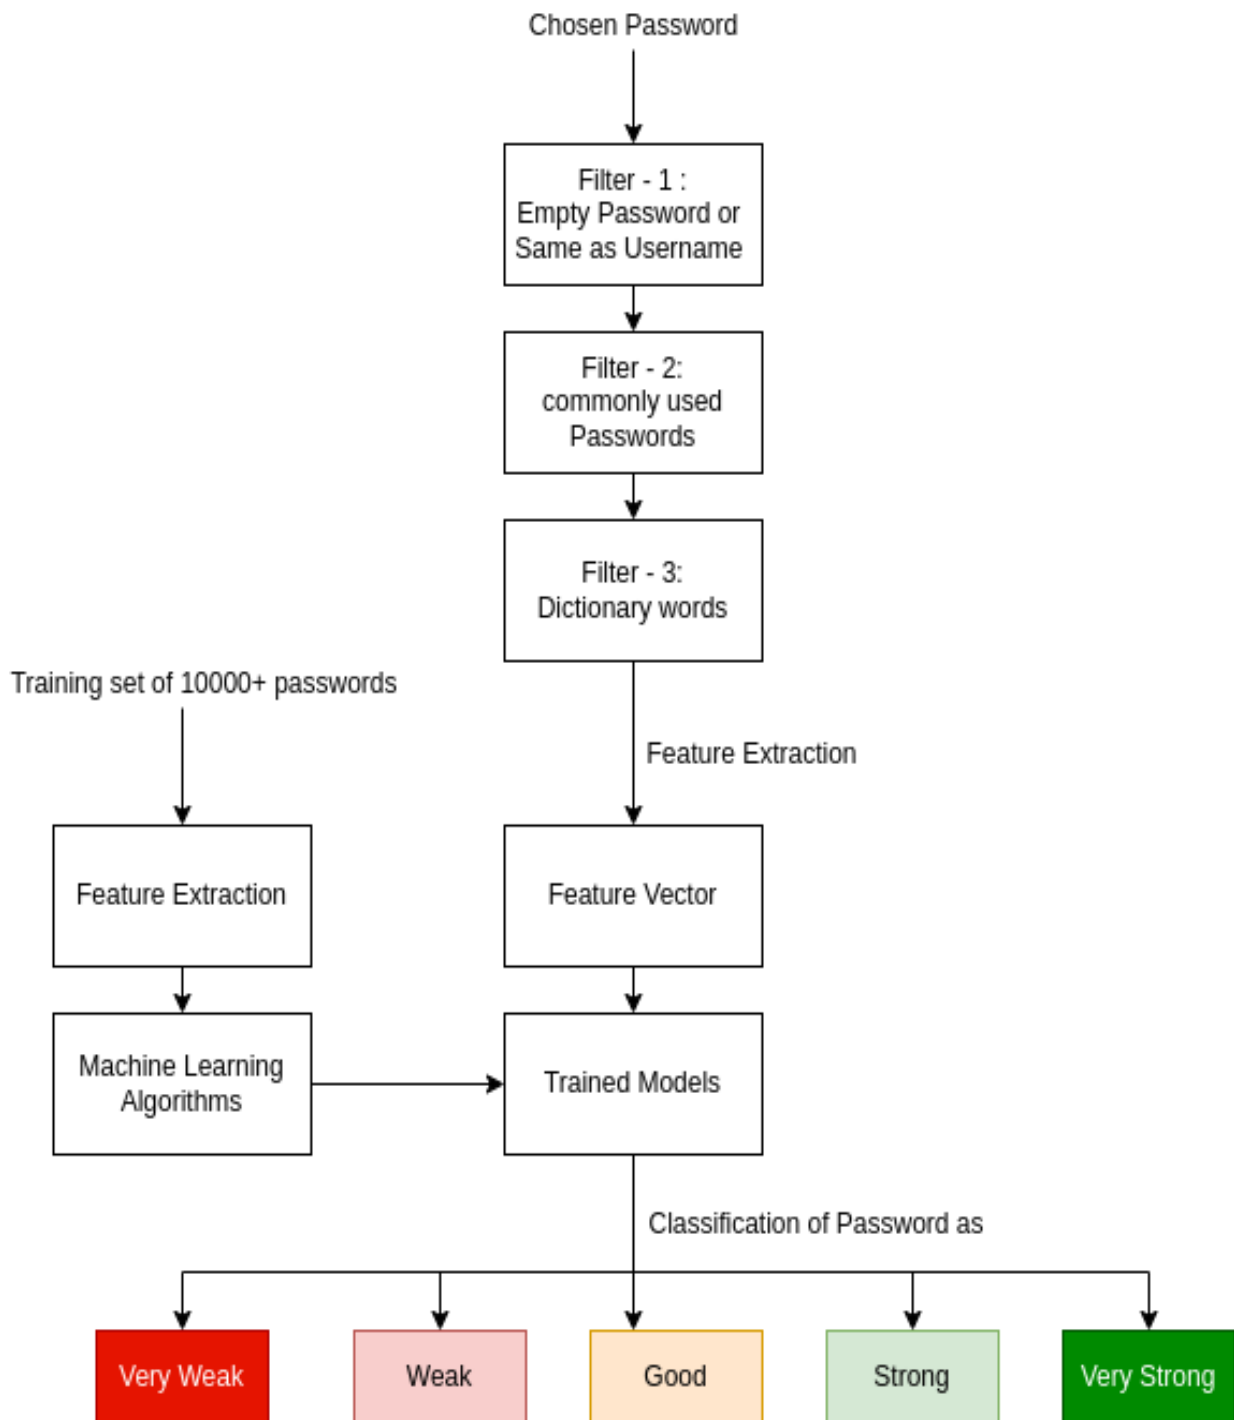 Chosen Password
Filter - 1 :
Empty Password or
Same as Username
Filter - 2:
commonly used
Passwords
Filter - 3:
Dictionary words
Training set of 10000+ passwords
Feature Extraction
Feature Extraction
Feature Vector
Machine Learning
Algorithms
Trained Models
Classification of Password as
Very Weak
Weak
Good
Strong
Very Strong